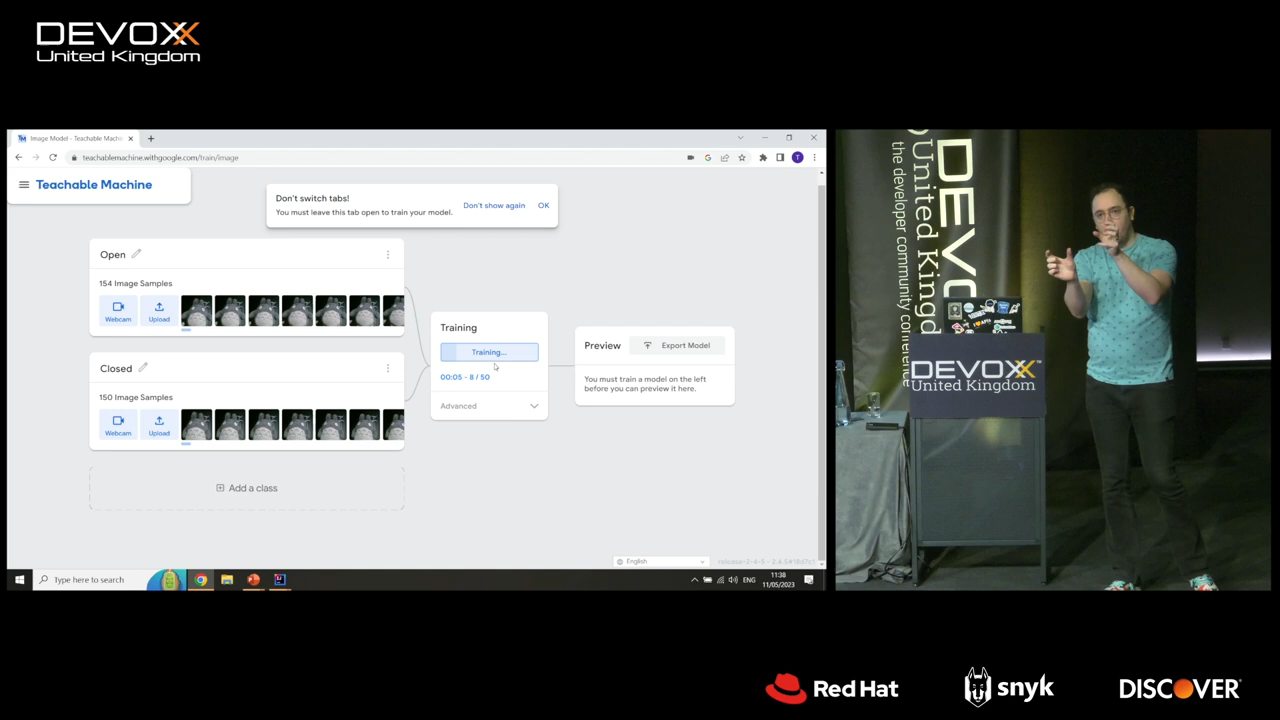 DEVOXX
United Kingdom
Image Model - Teachable Machi
teachablemachine.withgoogle.com/train/image
T
Teachable Machine
Don't switch tabs!
You must leave this tab open to train your model.
Don't show again
OK
Open
154 Image Samples
Webcam
Upload
Closed
150 Image Samples
Webcam
Upload
Add a class
Training
Training...
00:05 - 8 / 50
Advanced
Preview
Export Model
You must train a model on the left
before you can preview it here.
English
Type here to search
ENG
11:38
11/05/2023
DEVO
United Kingd
the developer community conference
DEVOXX
United Kingdom
Red Hat
snyk
DISCOVER